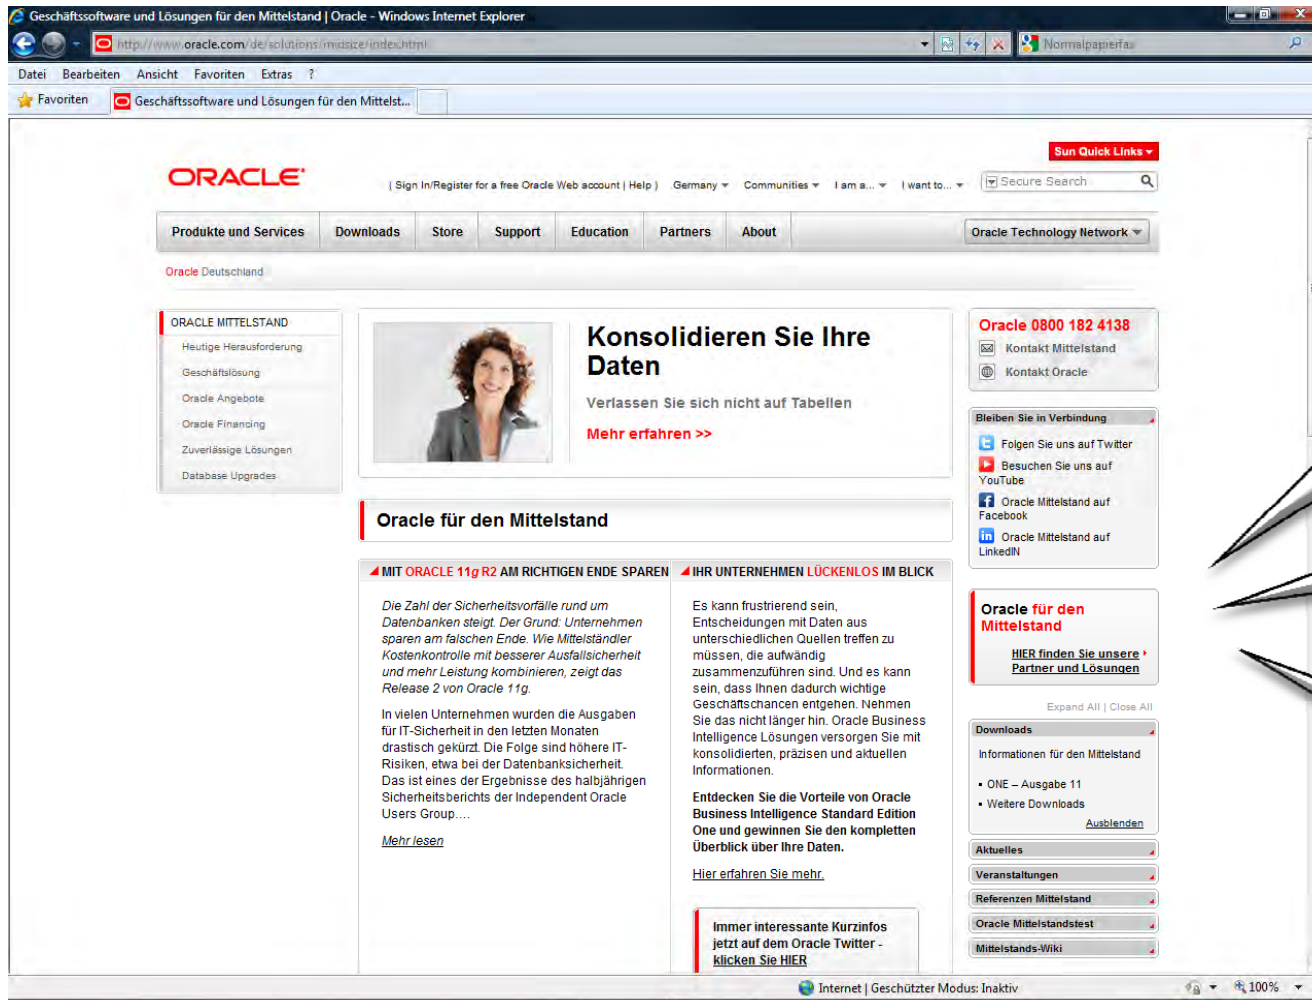 Geschäftssoftware und Lösungen für den Mittelstand | Oracle - Windows Internet Explorer
http://www.oracle.com/de/solutions/midsize/index.html
Normalpapierfax
Datei Bearbeiten Ansicht Favoriten Extras ?
Favoriten Geschäftssoftware und Lösungen für den Mittelst...
Sun Quick Links
ORACLE
( Sign In/Register for a free Oracle Web account | Help ) Germany Communities I am a... I want to... Secure Search
Produkte und Services Downloads Store Support Education Partners About Oracle Technology Network
Oracle Deutschland
ORACLE MITTELSTAND
Heutige Herausforderung
Geschäftslösung
Oracle Angebote
Oracle Financing
Zuverlässige Lösungen
Database Upgrades
Konsolidieren Sie Ihre
Daten
Verlassen Sie sich nicht auf Tabellen
Mehr erfahren >>
Oracle für den Mittelstand
MIT ORACLE 11g R2 AM RICHTIGEN ENDE SPAREN
Die Zahl der Sicherheitsvorfälle rund um
Datenbanken steigt. Der Grund: Unternehmen
sparen am falschen Ende. Wie Mittelständler
Kostenkontrolle mit besserer Ausfallsicherheit
und mehr Leistung kombinieren, zeigt das
Release 2 von Oracle 11g.
In vielen Unternehmen wurden die Ausgaben
für IT-Sicherheit in den letzten Monaten
drastisch gekürzt. Die Folge sind höhere IT-
Risiken, etwa bei der Datenbanksicherheit.
Das ist eines der Ergebnisse des halbjährigen
Sicherheitsberichts der Independent Oracle
Users Group....
Mehr lesen
IHR UNTERNEHMEN LÜCKENLOS IM BLICK
Es kann frustrierend sein,
Entscheidungen mit Daten aus
unterschiedlichen Quellen treffen zu
müssen, die aufwändig
zusammenzuführen sind. Und es kann
sein, dass Ihnen dadurch wichtige
Geschäftschancen entgehen. Nehmen
Sie das nicht länger hin. Oracle Business
Intelligence Lösungen versorgen Sie mit
konsolidierten, präzisen und aktuellen
Informationen.
Entdecken Sie die Vorteile von Oracle
Business Intelligence Standard Edition
One und gewinnen Sie den kompletten
Überblick über Ihre Daten.
Hier erfahren Sie mehr.
Immer interessante Kurzinfos
jetzt auf dem Oracle Twitter -
klicken Sie HIER
Oracle 0800 182 4138
Kontakt Mittelstand
Kontakt Oracle
Bleiben Sie in Verbindung
Folgen Sie uns auf Twitter
Besuchen Sie uns auf
YouTube
Oracle Mittelstand auf
Facebook
Oracle Mittelstand auf
LinkedIN
Oracle für den
Mittelstand
HIER finden Sie unsere
Partner und Lösungen
Expand All | Close All
Downloads
Informationen für den Mittelstand
ONE – Ausgabe 11
Weitere Downloads
Ausblenden
Aktuelles
Veranstaltungen
Referenzen Mittelstand
Oracle Mittelstandstest
Mittelstands-Wiki
Internet | Geschützter Modus: Inaktiv 100%